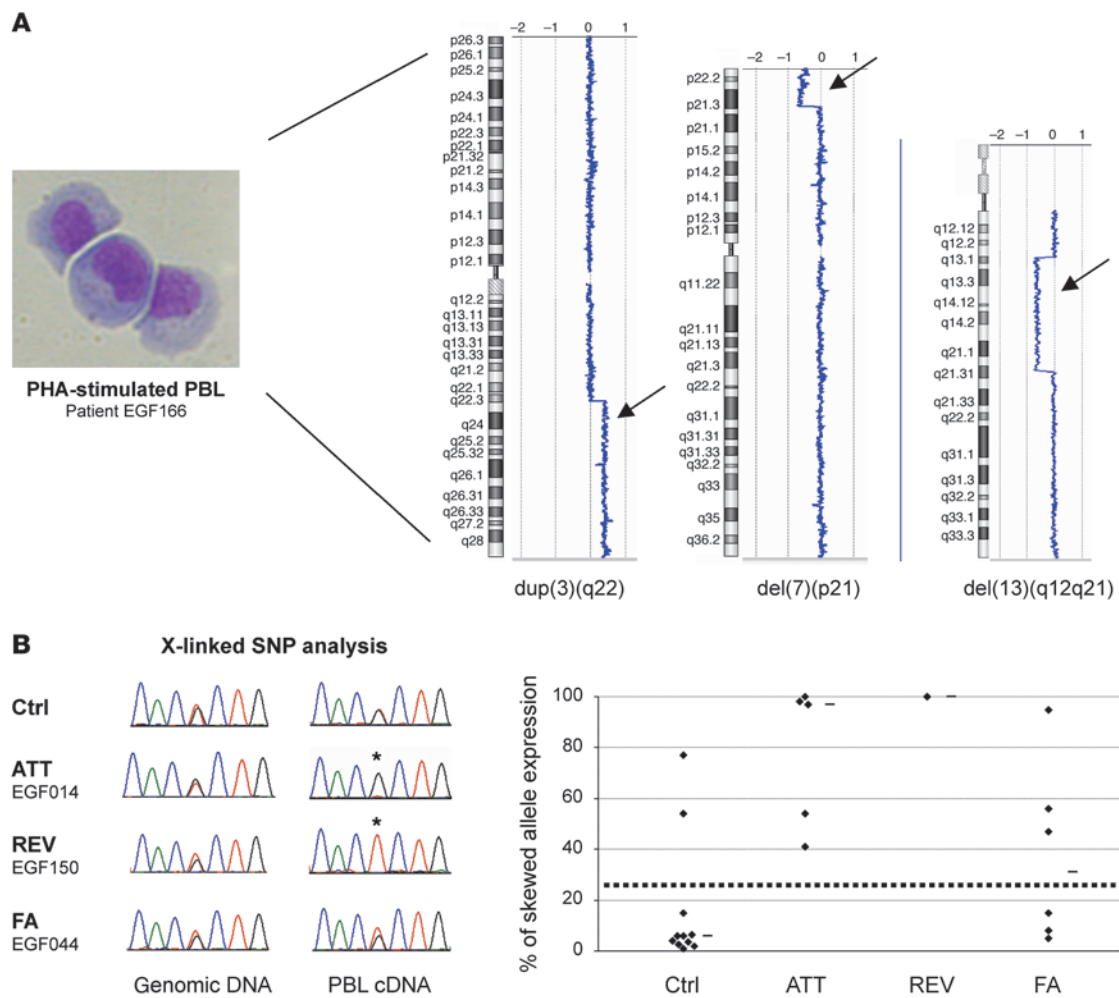 A
−2 −1 0 1
p26.3
p26.1
p25.2
p24.3
p24.1
p22.3
p22.1
p21.32
p21.2
p14.3
p14.1
p12.3
p12.1
q12.2
q13.11
q13.13
q13.31
q13.33
q21.2
q22.1
q22.3
q24
q25.2
q25.32
q26.1
q26.31
q26.33
q27.2
q28
dup(3)(q22)
−2 −1 0 1
p22.2
p21.3
p21.1
p15.2
p14.2
p14.1
p12.3
p12.1
q11.22
q21.11
q21.13
q21.3
q22.2
q31.1
q31.31
q31.33
q32.2
q33
q35
q36.2
del(7)(p21)
−2 −1 0 1
q12.12
q12.2
q13.1
q13.3
q14.12
q14.2
q21.1
q21.31
q21.33
q22.2
q31.1
q31.3
q32.2
q33.1
q33.3
del(13)(q12q21)
PHA-stimulated PBL
Patient EGF166
B
X-linked SNP analysis
Ctrl
ATT
EGF014
*
REV
EGF150
*
FA
EGF044
Genomic DNA PBL cDNA
% of skewed allele expression
100
80
60
40
20
0
Ctrl ATT REV FA